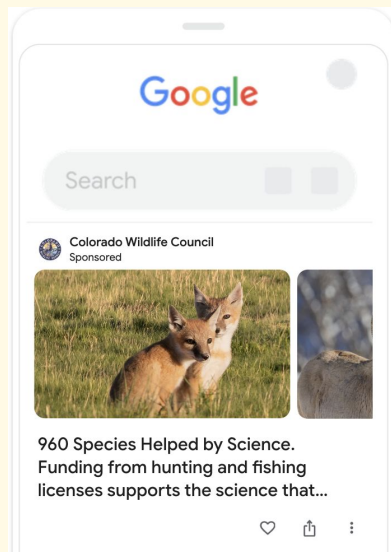 Google
Search
Colorado Wildlife Council
Sponsored
960 Species Helped by Science.
Funding from hunting and fishing
licenses supports the science that...